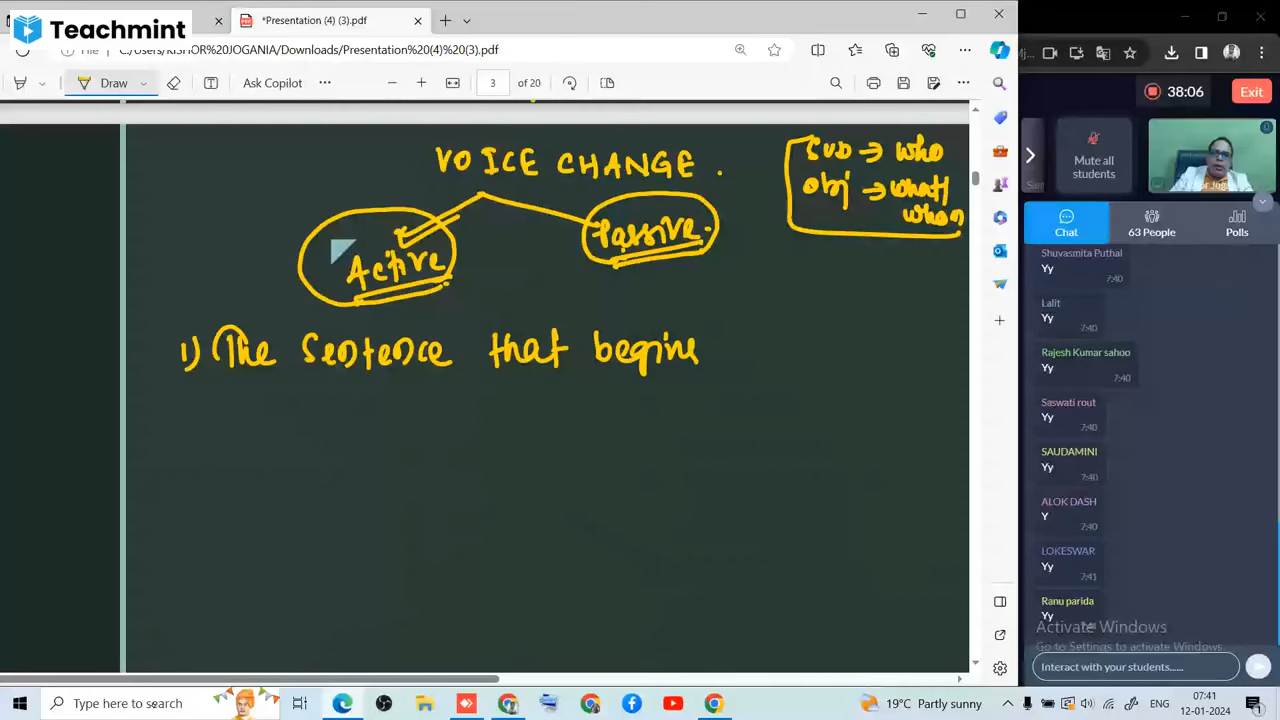 Teachmint
*Presentation (4) (3).pdf
File C:/Users/KISHOR%20JOGANIA/Downloads/Presentation%20(4)%20(3).pdf
Draw
Ask Copilot
3 of 20
38:06
Exit
Mute all
students
Chat
63 People
Polls
VOICE CHANGE.
Sub → who
obj → what/
whom
Active
Passive.
1) The Sentence that begins
Shuvasmita Puthal
Yy
7:40
Lalit
Yy
7:40
Rajesh Kumar sahoo
Yy
7:40
Saswati rout
Yy
7:40
SAUDAMINI
Yy
7:40
ALOK DASH
Y
7:40
LOKESWAR
Yy
7:41
Ranu parida
Yy
Activate Windows
Go to Settings to activate Windows.
Interact with your students......
Type here to search
19°C Partly sunny
ENG
07:41
12-01-2024